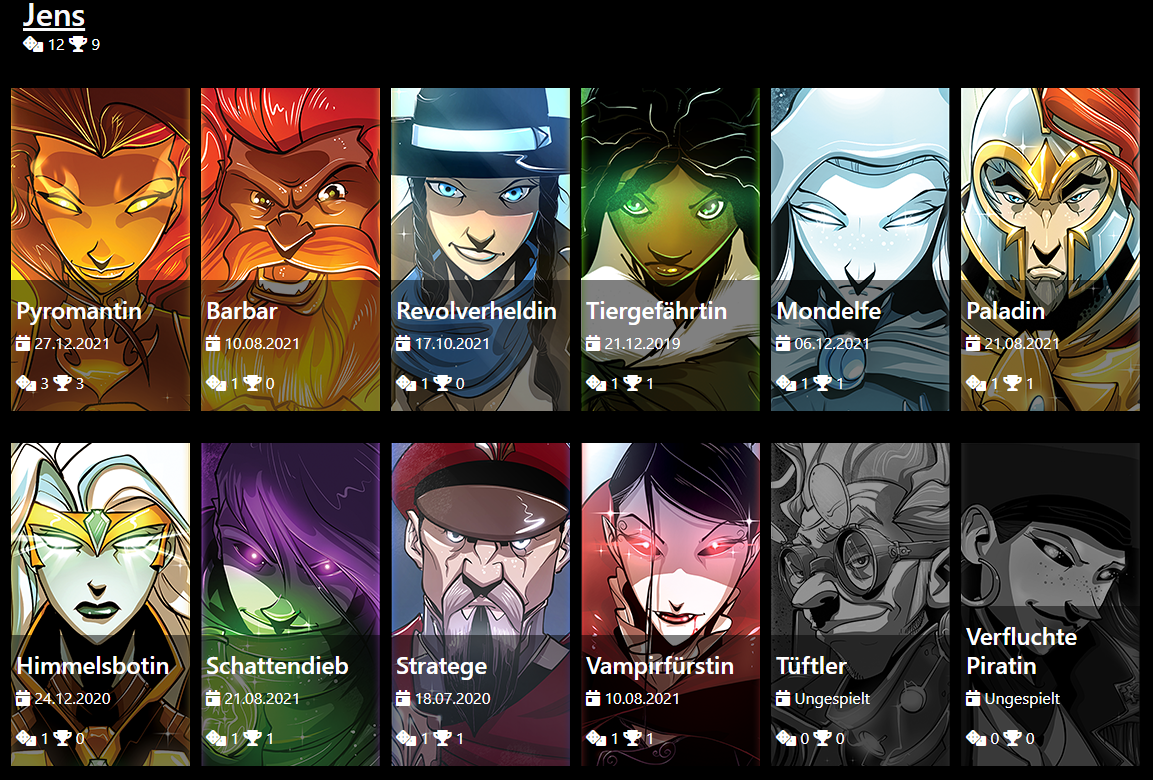 Jens
12 9
Pyromantin
27.12.2021
3 3
Barbar
10.08.2021
1 0
Revolverheldin
17.10.2021
1 0
Tiergefährtin
21.12.2019
1 1
Mondelfe
06.12.2021
1 1
Paladin
21.08.2021
1 1
Himmelsbotin
24.12.2020
1 0
Schattendieb
21.08.2021
1 1
Stratege
18.07.2020
1 1
Vampirfürstin
10.08.2021
1 1
Tüftler
Ungespielt
0 0
Verfluchte
Piratin
Ungespielt
0 0